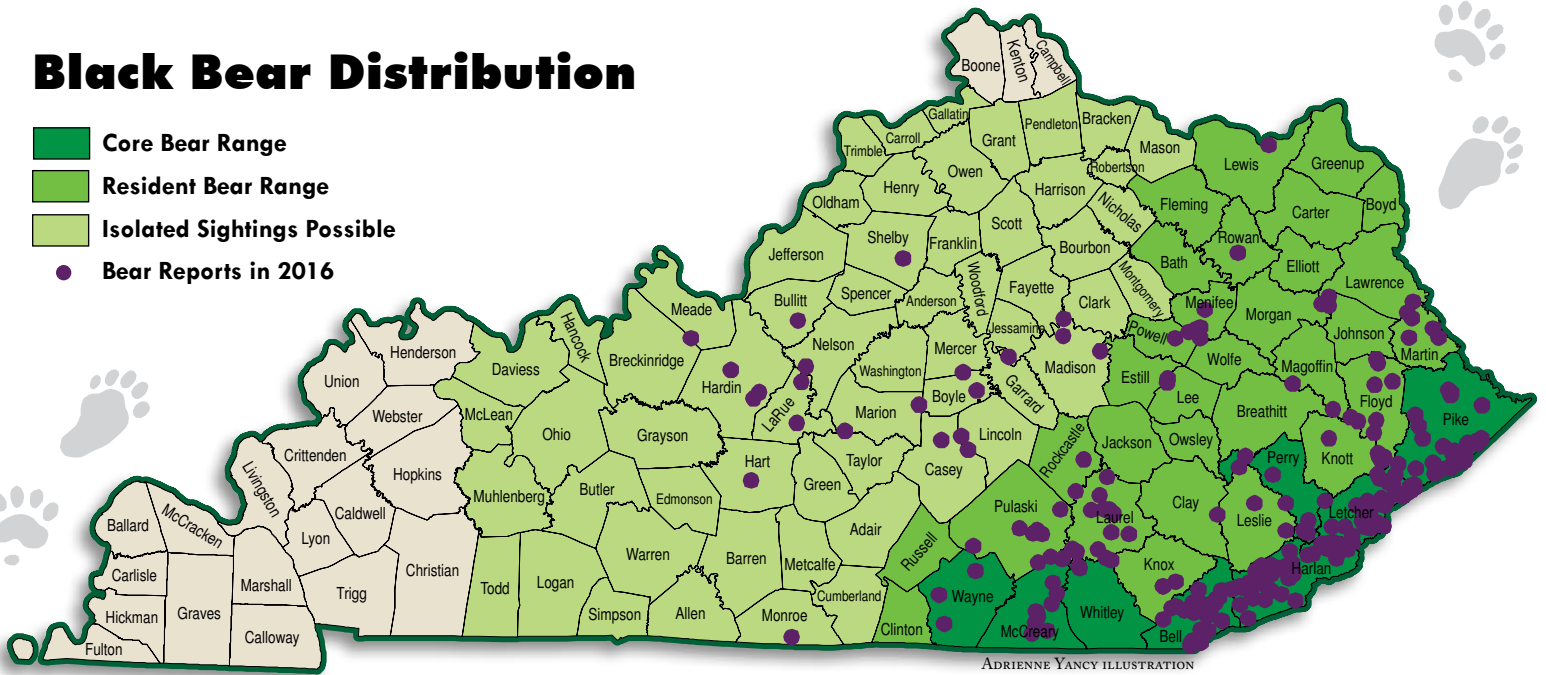 Black Bear Distribution
Core Bear Range
Resident Bear Range
Isolated Sightings Possible
Bear Reports in 2016
Boone
Kenton
Campbell
Gallatin
Carroll
Trimble
Grant
Pendleton
Bracken
Mason
Robertson
Lewis
Greenup
Owen
Henry
Oldham
Harrison
Nicholas
Fleming
Carter
Boyd
Scott
Shelby
Franklin
Jefferson
Bourbon
Rowan
Bath
Elliott
Lawrence
Woodford
Fayette
Montgomery
Clark
Spencer
Anderson
Bullitt
Meade
Menifee
Morgan
Hancock
Jessamine
Powell
Johnson
Martin
Nelson
Mercer
Breckinridge
Washington
Madison
Wolfe
Magoffin
Henderson
Daviess
Union
Hardin
Garrard
Estill
Lee
Floyd
Boyle
LaRue
Marion
Breathitt
Pike
Webster
McLean
Ohio
Grayson
Lincoln
Rockcastle
Jackson
Owsley
Knott
Perry
Crittenden
Hopkins
Livingston
Hart
Taylor
Casey
Green
Muhlenberg
Butler
Edmonson
Pulaski
Laurel
Clay
Leslie
Letcher
Ballard
McCracken
Caldwell
Lyon
Adair
Russell
Warren
Barren
Metcalfe
Knox
Harlan
Carlisle
Marshall
Christian
Trigg
Todd
Logan
Simpson
Allen
Monroe
Cumberland
Clinton
Wayne
McCreary
Whitley
Bell
Hickman
Graves
Calloway
Fulton
Adrienne Yancy illustration